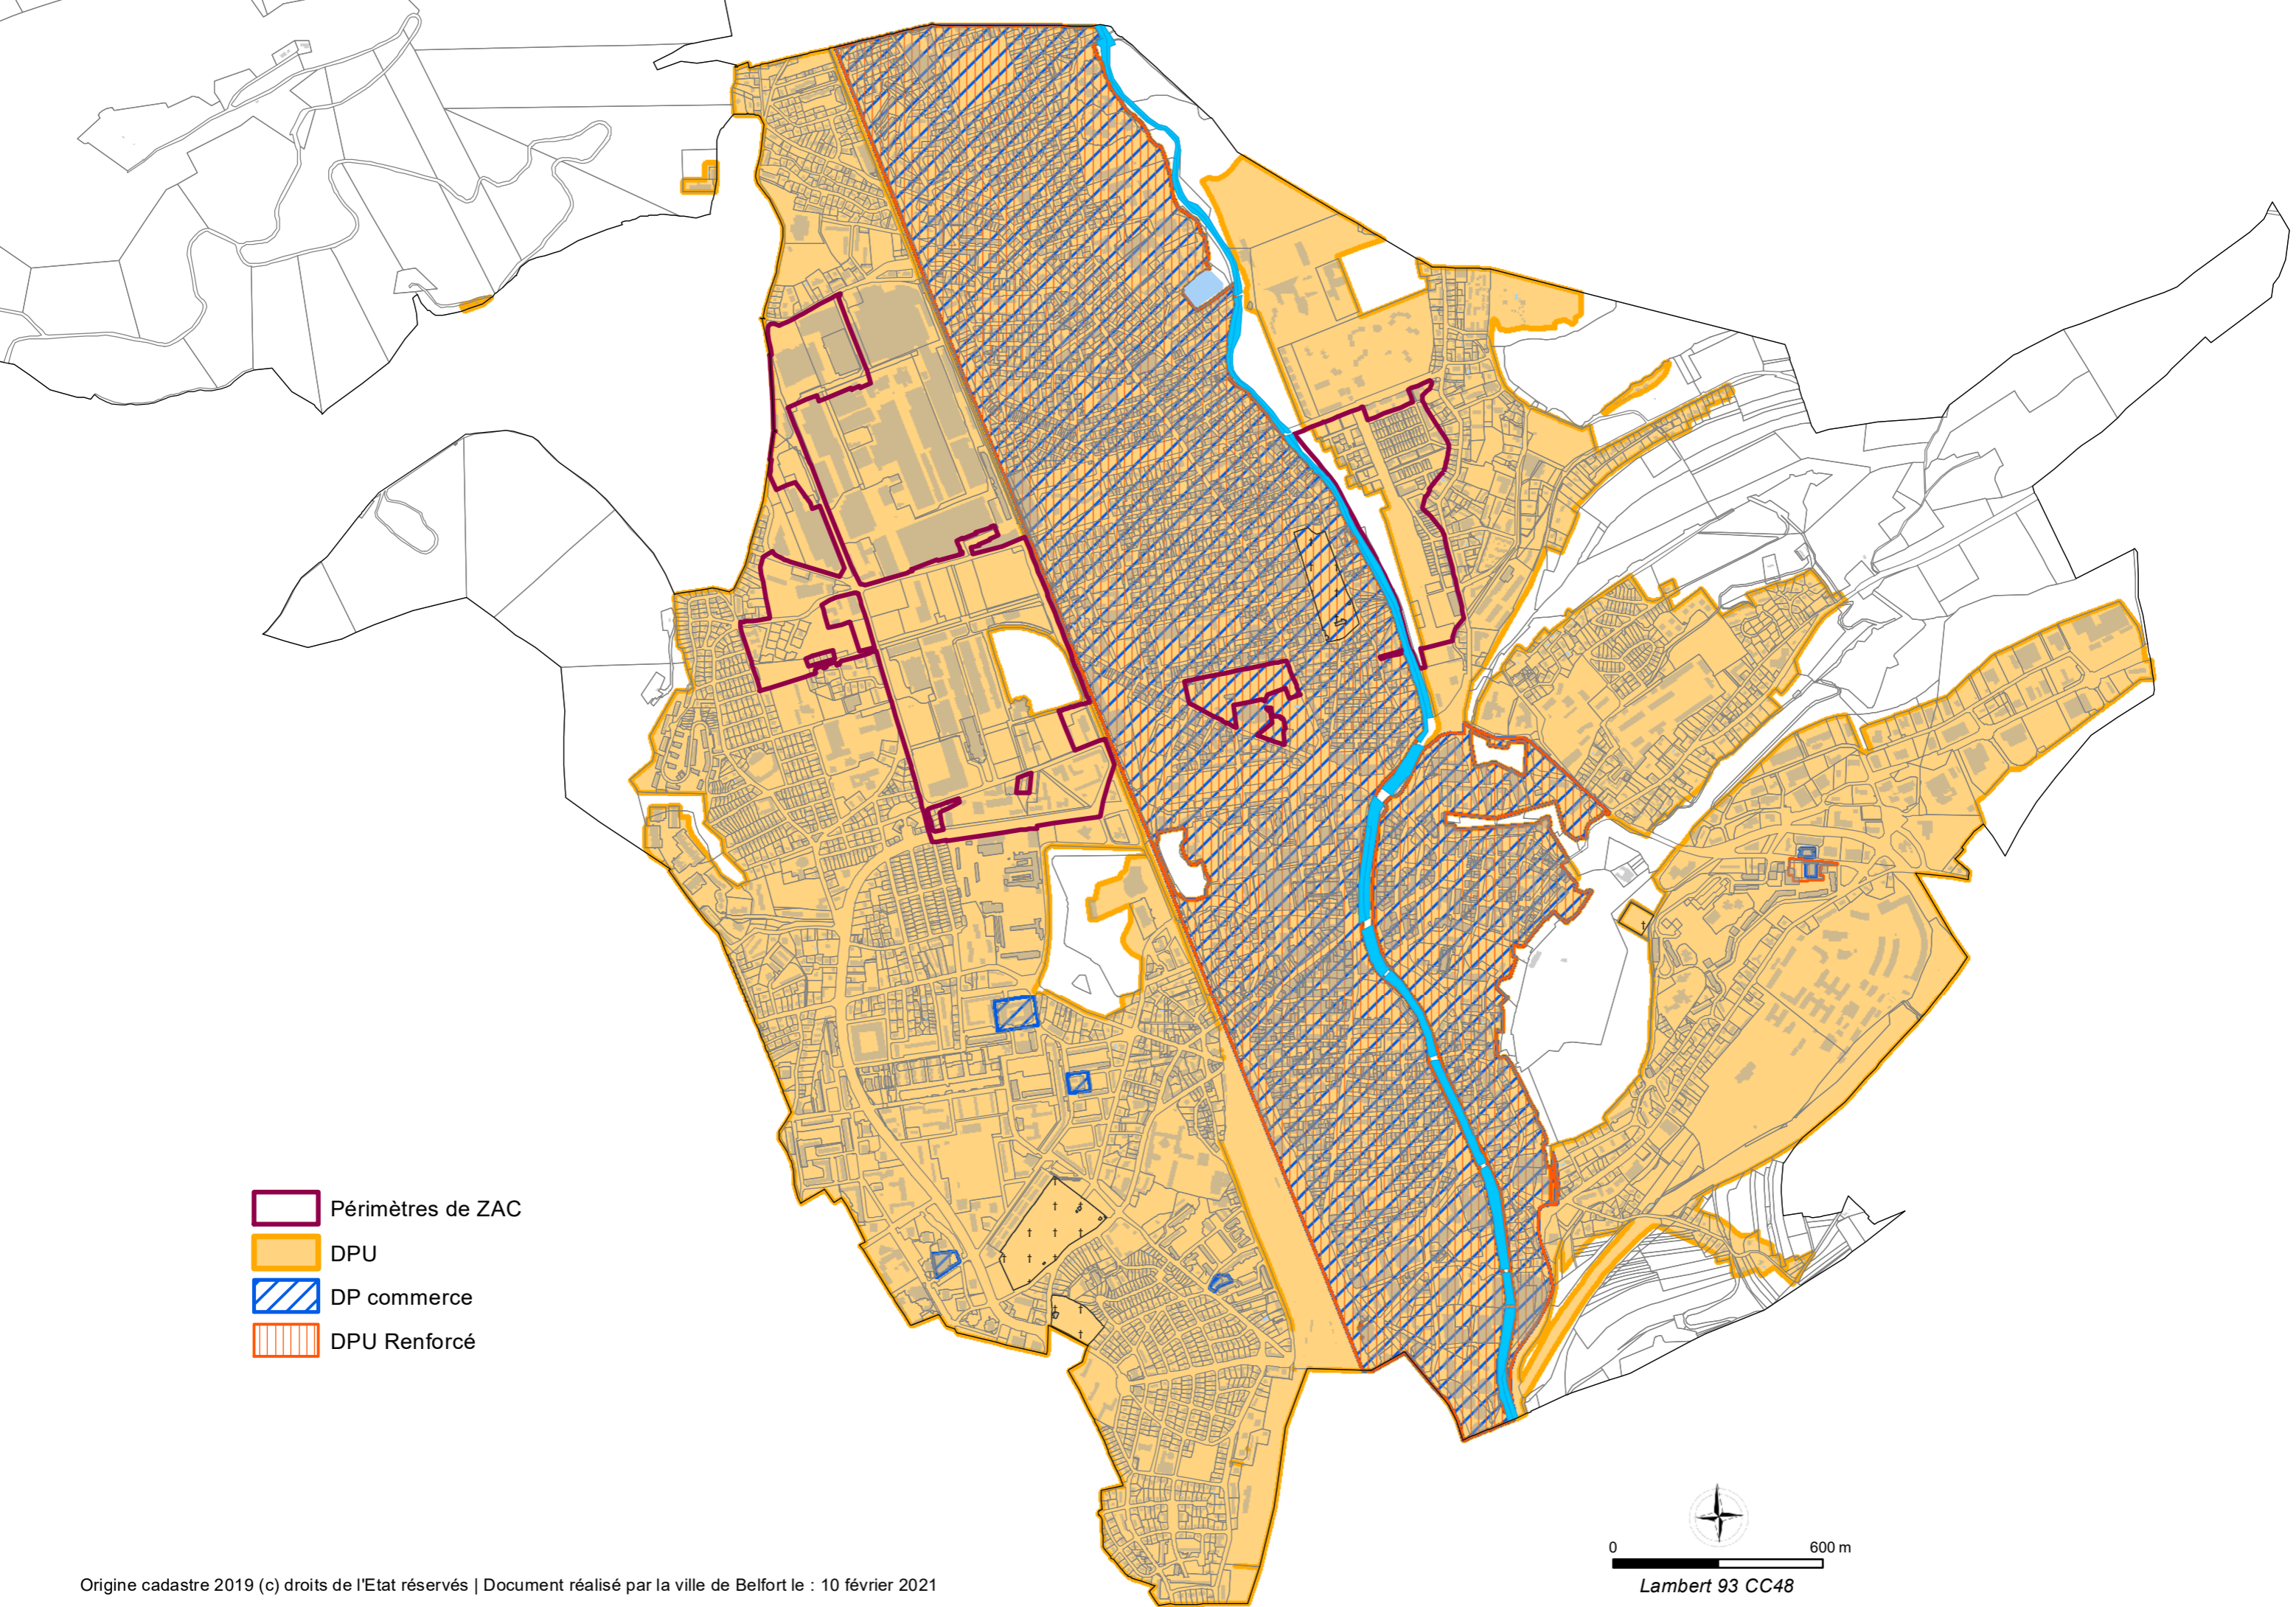 Périmètres de ZAC
DPU
DP commerce
DPU Renforcé
0 600 m
Lambert 93 CC48
Origine cadastre 2019 (c) droits de l'Etat réservés | Document réalisé par la ville de Belfort le : 10 février 2021